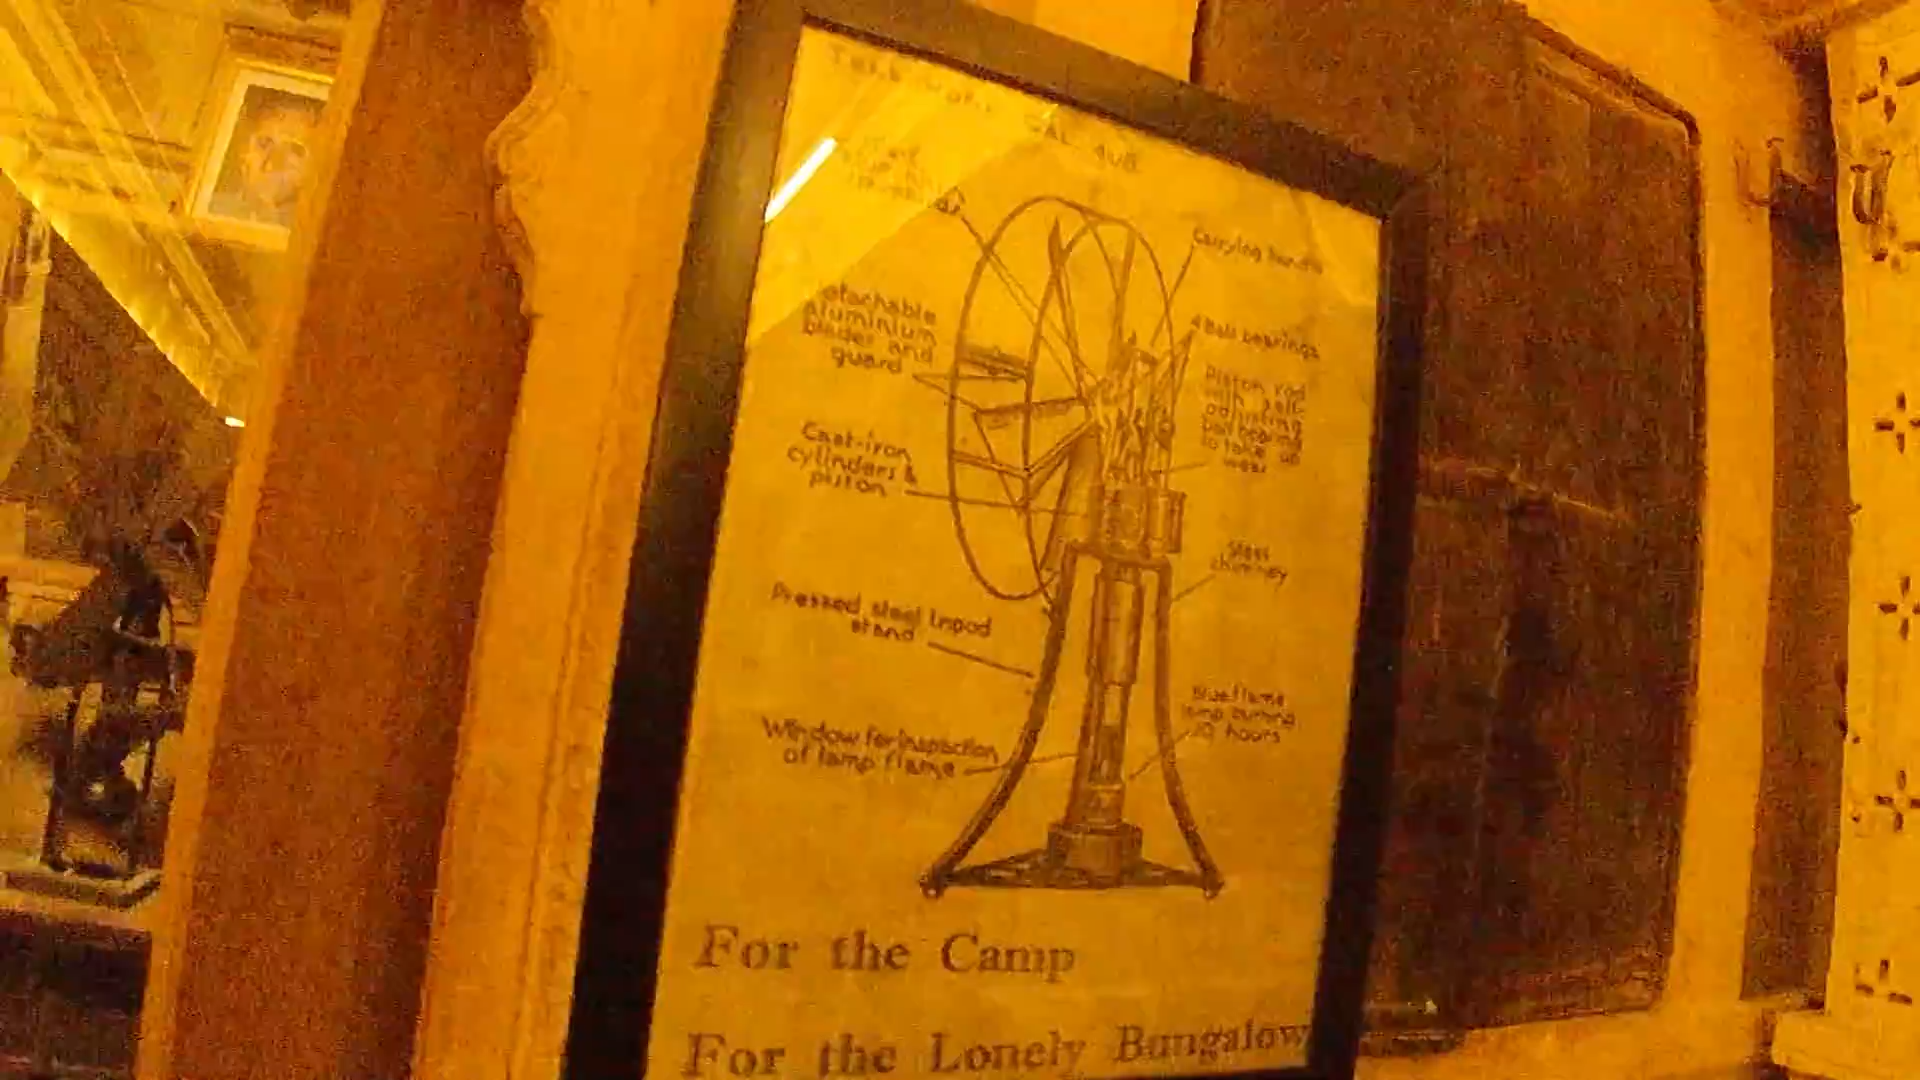 Detachable
aluminium
blades and
guard
Cast-iron
cylinders &
piston
Pressed steel tripod
stand
Window for inspection
of lamp flame
Carrying handle
4 Ball bearings
Piston rod
with self-
adjusting
ball bearing
to take up
wear
Steel
chimney
Blue flame
lamp burning
hours
For the Camp
For the Lonely Bungalow